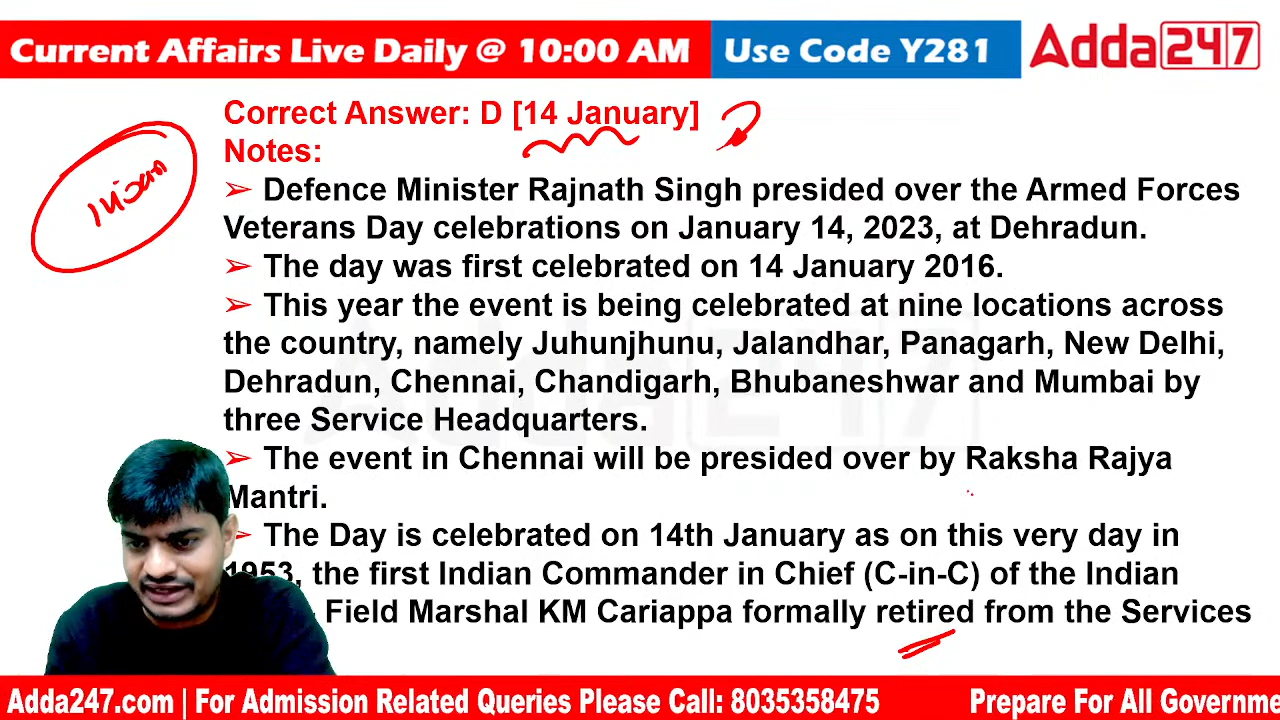 Current Affairs Live Daily @ 10:00 AM
Use Code Y281
Adda247
Correct Answer: D [14 January]
Notes:
14 Jan
➢ Defence Minister Rajnath Singh presided over the Armed Forces
Veterans Day celebrations on January 14, 2023, at Dehradun.
➢ The day was first celebrated on 14 January 2016.
➢ This year the event is being celebrated at nine locations across
the country, namely Juhunjhunu, Jalandhar, Panagarh, New Delhi,
Dehradun, Chennai, Chandigarh, Bhubaneshwar and Mumbai by
three Service Headquarters.
➢ The event in Chennai will be presided over by Raksha Rajya
Mantri.
➢ The Day is celebrated on 14th January as on this very day in
1953, the first Indian Commander in Chief (C-in-C) of the Indian
Field Marshal KM Cariappa formally retired from the Services
Adda247.com | For Admission Related Queries Please Call: 8035358475
Prepare For All Governme